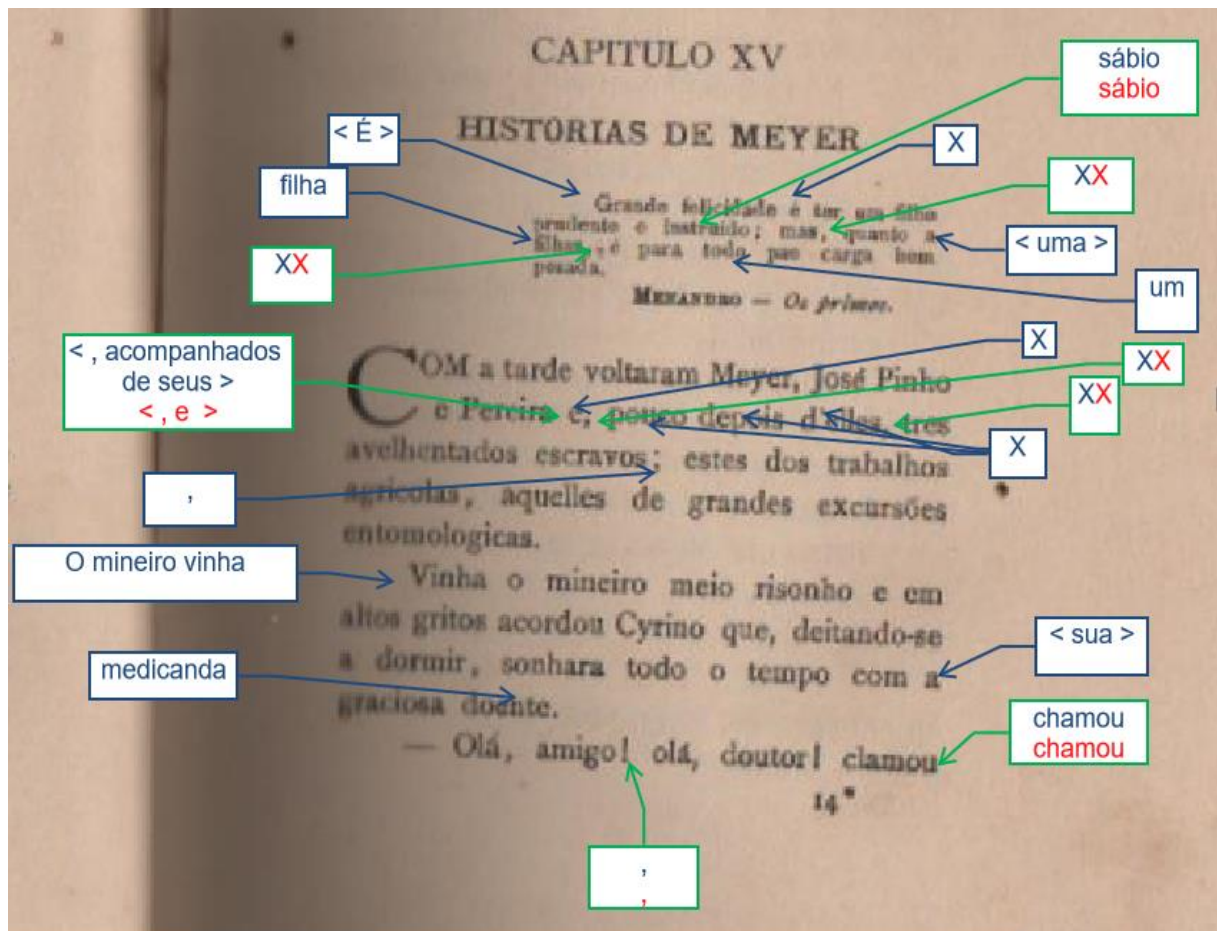 CAPITULO XV
sábio
sábio
HISTORIAS DE MEYER
< É >
X
filha
XX
Grande felicidade é ter um filho
prudente e instruido; mas, quanto a
filhas, é para todo pae carga bem
pesada.
< uma >
XX
um
MENANDRO — Os primos.
< , acompanhados
de seus >
< , e >
X
XX
XX
X
COM a tarde voltaram Meyer, José Pinho
e Pereira e, pouco depois d'elles, tres
avelhentados escravos; estes dos trabalhos
agricolas, aquelles de grandes excursões
entomologicas.
,
O mineiro vinha
Vinha o mineiro meio risonho e em
altos gritos acordou Cyrino que, deitando-se
a dormir, sonhara todo o tempo com a
graciosa doente.
< sua >
medicanda
— Olá, amigo! olá, doutor! clamou
chamou
chamou
14*
,
,